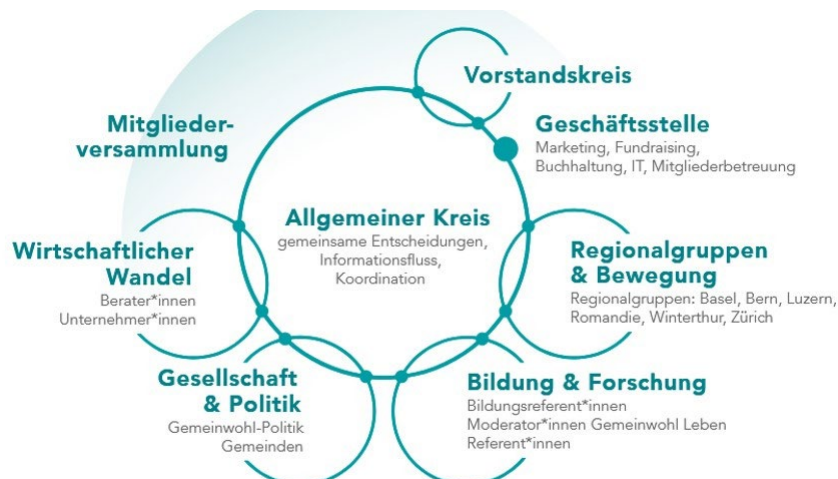 Vorstandskreis
Mitglieder-
versammlung
Geschäftsstelle
Marketing, Fundraising,
Buchhaltung, IT, Mitgliederbetreuung
Allgemeiner Kreis
gemeinsame Entscheidungen,
Informationsfluss,
Koordination
Wirtschaftlicher
Wandel
Berater*innen
Unternehmer*innen
Regionalgruppen
& Bewegung
Regionalgruppen: Basel, Bern, Luzern,
Romandie, Winterthur, Zürich
Gesellschaft
& Politik
Gemeinwohl-Politik
Gemeinden
Bildung & Forschung
Bildungsreferent*innen
Moderator*innen Gemeinwohl Leben
Referent*innen